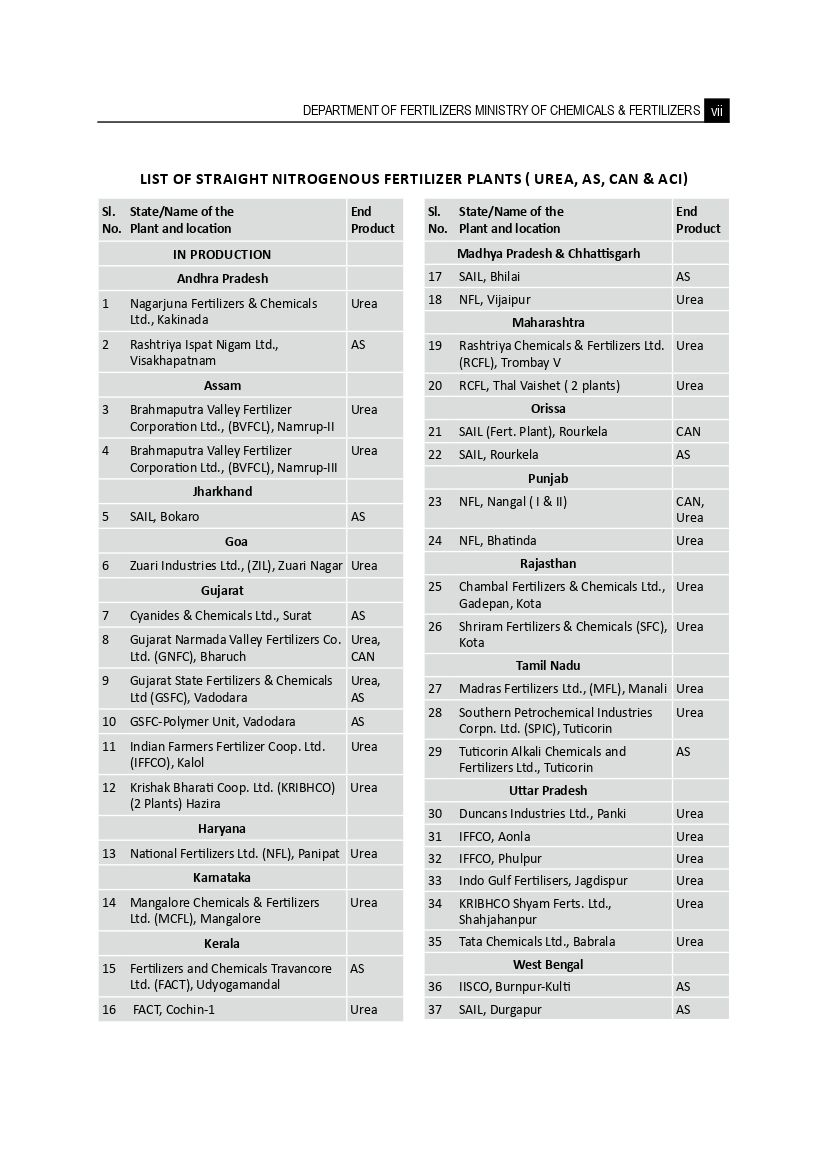 DEPARTMENT OF FERTILIZERS MINISTRY OF CHEMICALS & FERTILIZERS vii
LIST OF STRAIGHT NITROGENOUS FERTILIZER PLANTS ( UREA, AS, CAN & ACI)
Sl. State/Name of the End
No. Plant and location Product
IN PRODUCTION
Andhra Pradesh
1 Nagarjuna Fertilizers & Chemicals Urea
Ltd., Kakinada
2 Rashtriya Ispat Nigam Ltd., AS
Visakhapatnam
Assam
3 Brahmaputra Valley Fertilizer Urea
Corporation Ltd., (BVFCL), Namrup-II
4 Brahmaputra Valley Fertilizer Urea
Corporation Ltd., (BVFCL), Namrup-III
Jharkhand
5 SAIL, Bokaro AS
Goa
6 Zuari Industries Ltd., (ZIL), Zuari Nagar Urea
Gujarat
7 Cyanides & Chemicals Ltd., Surat AS
8 Gujarat Narmada Valley Fertilizers Co. Urea,
Ltd. (GNFC), Bharuch CAN
9 Gujarat State Fertilizers & Chemicals Urea,
Ltd (GSFC), Vadodara AS
10 GSFC-Polymer Unit, Vadodara AS
11 Indian Farmers Fertilizer Coop. Ltd. Urea
(IFFCO), Kalol
12 Krishak Bharati Coop. Ltd. (KRIBHCO) Urea
(2 Plants) Hazira
Haryana
13 National Fertilizers Ltd. (NFL), Panipat Urea
Karnataka
14 Mangalore Chemicals & Fertilizers Urea
Ltd. (MCFL), Mangalore
Kerala
15 Fertilizers and Chemicals Travancore AS
Ltd. (FACT), Udyogamandal
16 FACT, Cochin-1 Urea
Sl. State/Name of the End
No. Plant and location Product
Madhya Pradesh & Chhattisgarh
17 SAIL, Bhilai AS
18 NFL, Vijaipur Urea
Maharashtra
19 Rashtriya Chemicals & Fertilizers Ltd. Urea
(RCFL), Trombay V
20 RCFL, Thal Vaishet ( 2 plants) Urea
Orissa
21 SAIL (Fert. Plant), Rourkela CAN
22 SAIL, Rourkela AS
Punjab
23 NFL, Nangal ( I & II) CAN,
Urea
24 NFL, Bhatinda Urea
Rajasthan
25 Chambal Fertilizers & Chemicals Ltd., Urea
Gadepan, Kota
26 Shriram Fertilizers & Chemicals (SFC), Urea
Kota
Tamil Nadu
27 Madras Fertilizers Ltd., (MFL), Manali Urea
28 Southern Petrochemical Industries Urea
Corpn. Ltd. (SPIC), Tuticorin
29 Tuticorin Alkali Chemicals and AS
Fertilizers Ltd., Tuticorin
Uttar Pradesh
30 Duncans Industries Ltd., Panki Urea
31 IFFCO, Aonla Urea
32 IFFCO, Phulpur Urea
33 Indo Gulf Fertilisers, Jagdispur Urea
34 KRIBHCO Shyam Ferts. Ltd., Urea
Shahjahanpur
35 Tata Chemicals Ltd., Babrala Urea
West Bengal
36 IISCO, Burnpur-Kulti AS
37 SAIL, Durgapur AS